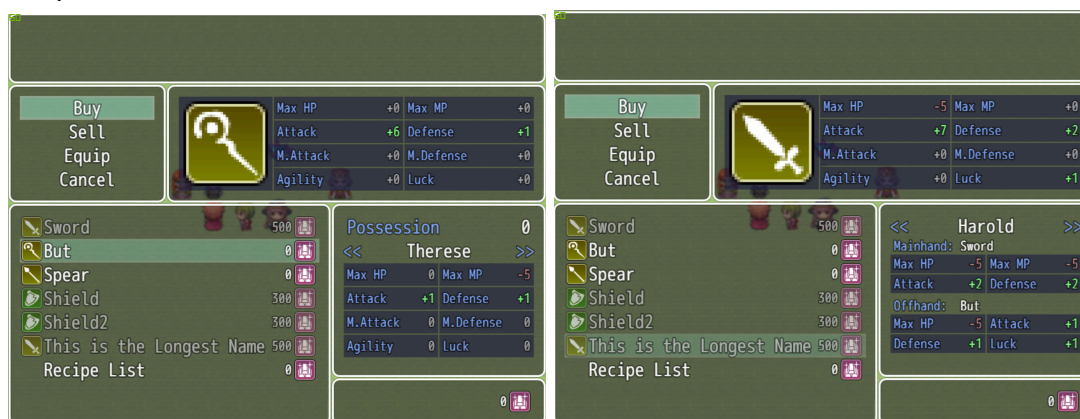 Buy
Sell
Equip
Cancel
Max HP +0 Max MP +0
Attack +6 Defense +1
M.Attack +0 M.Defense +0
Agility +0 Luck +0
Sword 500
But 0
Spear 0
Shield 300
Shield2 300
This is the Longest Name 500
Recipe List 0
Possession 0
<< Therese >>
Max HP 0 Max MP -5
Attack +1 Defense +1
M.Attack 0 M.Defense 0
Agility 0 Luck 0
0
Buy
Sell
Equip
Cancel
Max HP -5 Max MP +0
Attack +7 Defense +2
M.Attack +0 M.Defense +0
Agility +0 Luck +1
Sword 500
But 0
Spear 0
Shield 300
Shield2 300
This is the Longest Name 500
Recipe List 0
<< Harold >>
Mainhand: Sword
Max HP -5 Max MP -5
Attack +2 Defense +2
Offhand: But
Max HP -5 Attack +1
Defense +1 Luck +1
0